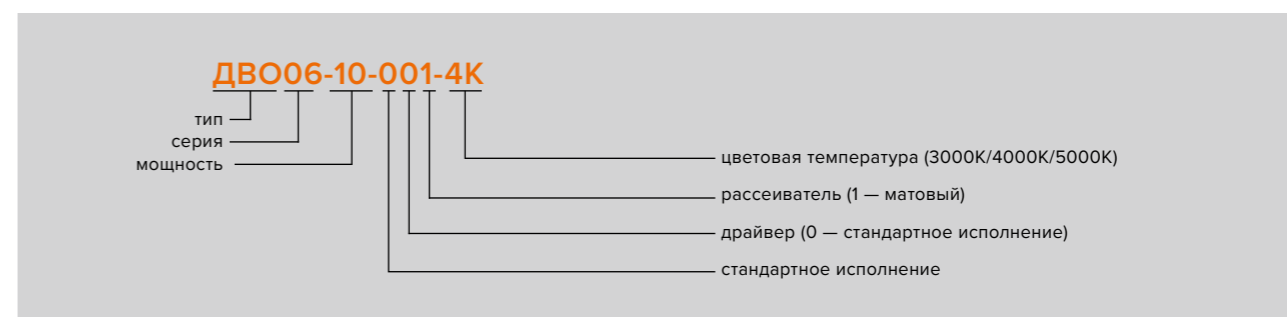 ДВО06-10-001-4К
тип
серия
мощность
цветовая температура (3000К/4000К/5000К)
рассеиватель (1 — матовый)
драйвер (0 — стандартное исполнение)
стандартное исполнение